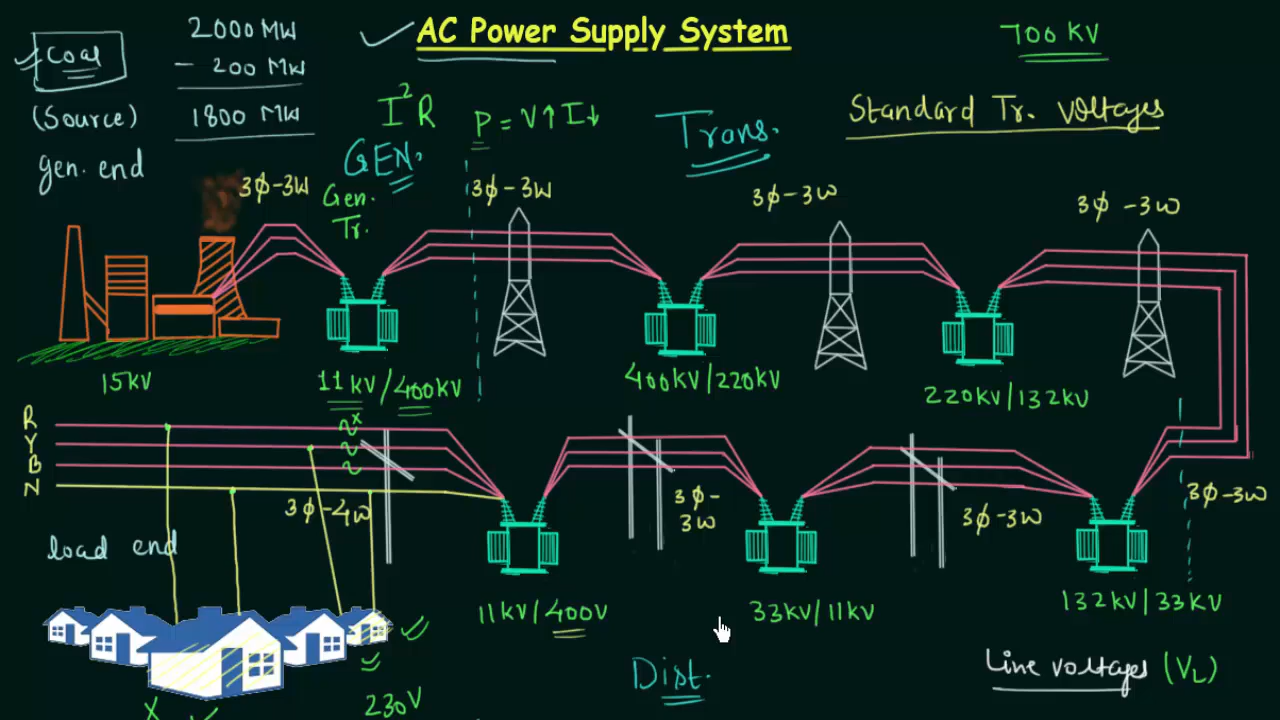 AC Power Supply System
Coal
(Source)
gen. end
2000 MW
- 200 MW
1800 MW
I²R
P = V↑ I↓
GEN.
Trans.
700 KV
Standard Tr. Voltages
3ϕ-3W
Gen.
Tr.
3ϕ-3W
3ϕ-3W
3ϕ-3W
15KV
11KV/400KV
400KV/220KV
220KV/132KV
R
Y
B
N
3ϕ-4W
3ϕ-
3W
3ϕ-3W
3ϕ-3W
load end
11KV/400V
33KV/11KV
132KV/33KV
230V
Dist.
Line voltages (VL)